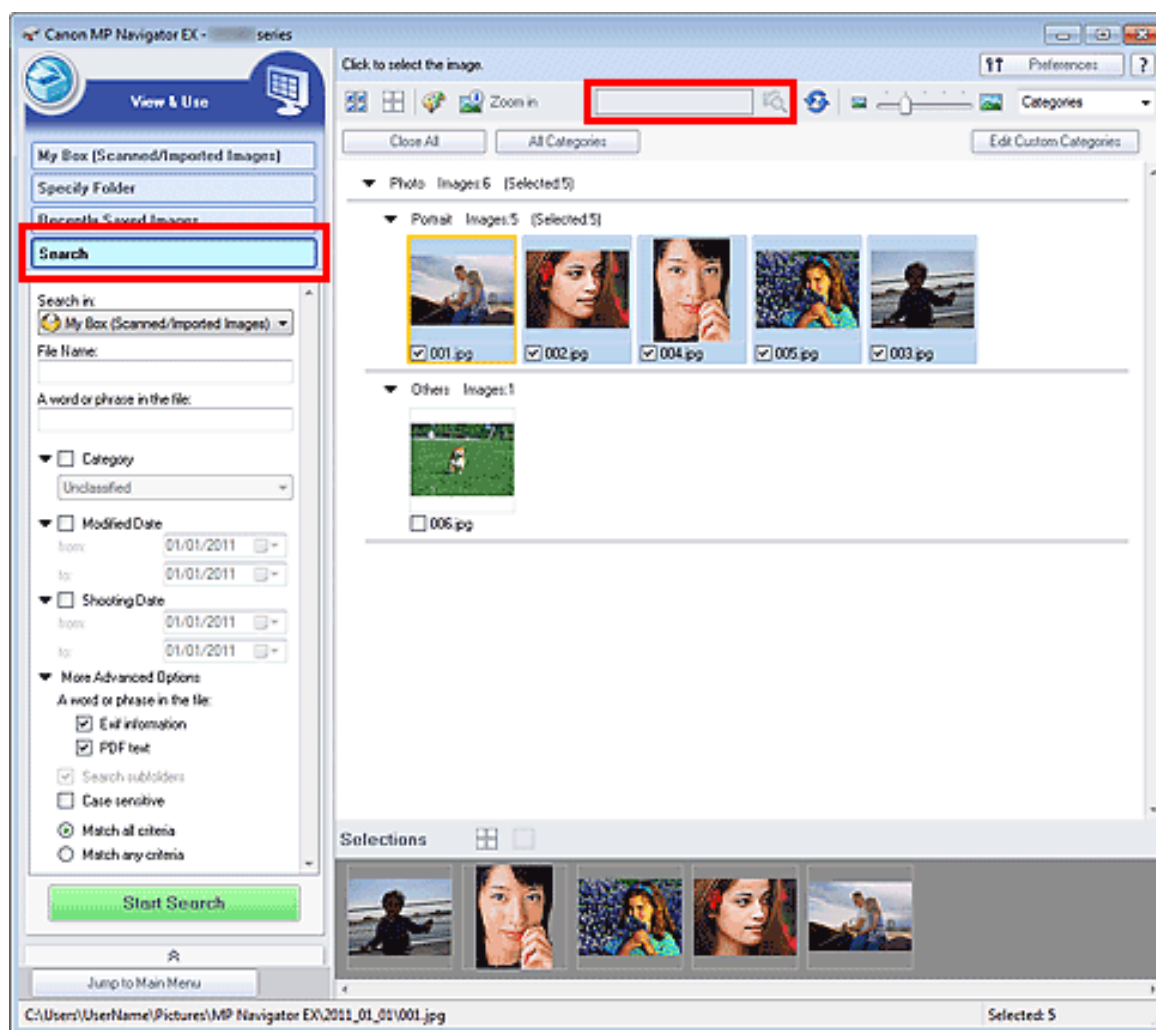 Canon MP Navigator EX - series
Click to select the image.
Preferences
?
View & Use
Zoom in
Categories
Close All
All Categories
Edit Custom Categories
My Box (Scanned/Imported Images)
Specify Folder
Recently Saved Images
Search
Photo Images:6 (Selected:5)
Portrait Images:5 (Selected:5)
001.jpg
002.jpg
004.jpg
005.jpg
003.jpg
Others Images:1
006.jpg
Search in:
My Box (Scanned/Imported Images)
File Name:
A word or phrase in the file:
Category
Unclassified
Modified Date
from: 01/01/2011
to: 01/01/2011
Shooting Date
from: 01/01/2011
to: 01/01/2011
More Advanced Options
A word or phrase in the file:
Exif information
PDF text
Search subfolders
Case sensitive
Match all criteria
Match any criteria
Start Search
Jump to Main Menu
Selections
C:\Users\UserName\Pictures\MP Navigator EX\2011_01_01\001.jpg
Selected: 5